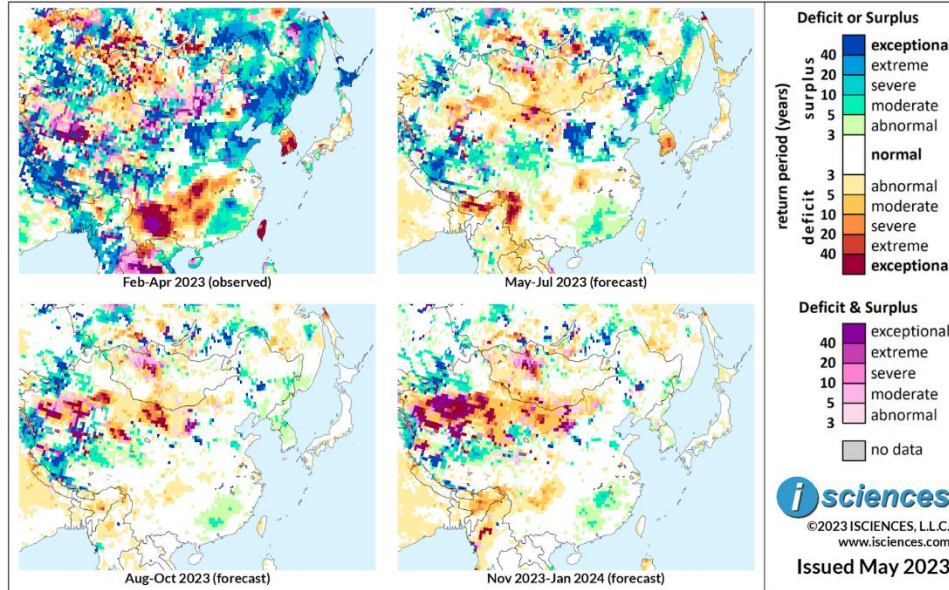 Feb-Apr 2023 (observed)
May-Jul 2023 (forecast)
Aug-Oct 2023 (forecast)
Nov 2023-Jan 2024 (forecast)
Deficit or Surplus
return period (years)
surplus
deficit
exceptional
40
extreme
20
severe
10
moderate
5
abnormal
3
normal
3
abnormal
5
moderate
10
severe
20
extreme
40
exceptional
Deficit & Surplus
exceptional
40
extreme
20
severe
10
moderate
5
abnormal
3
no data
i sciences
©2023 ISCIENCES, L.L.C.
www.isciences.com
Issued May 2023